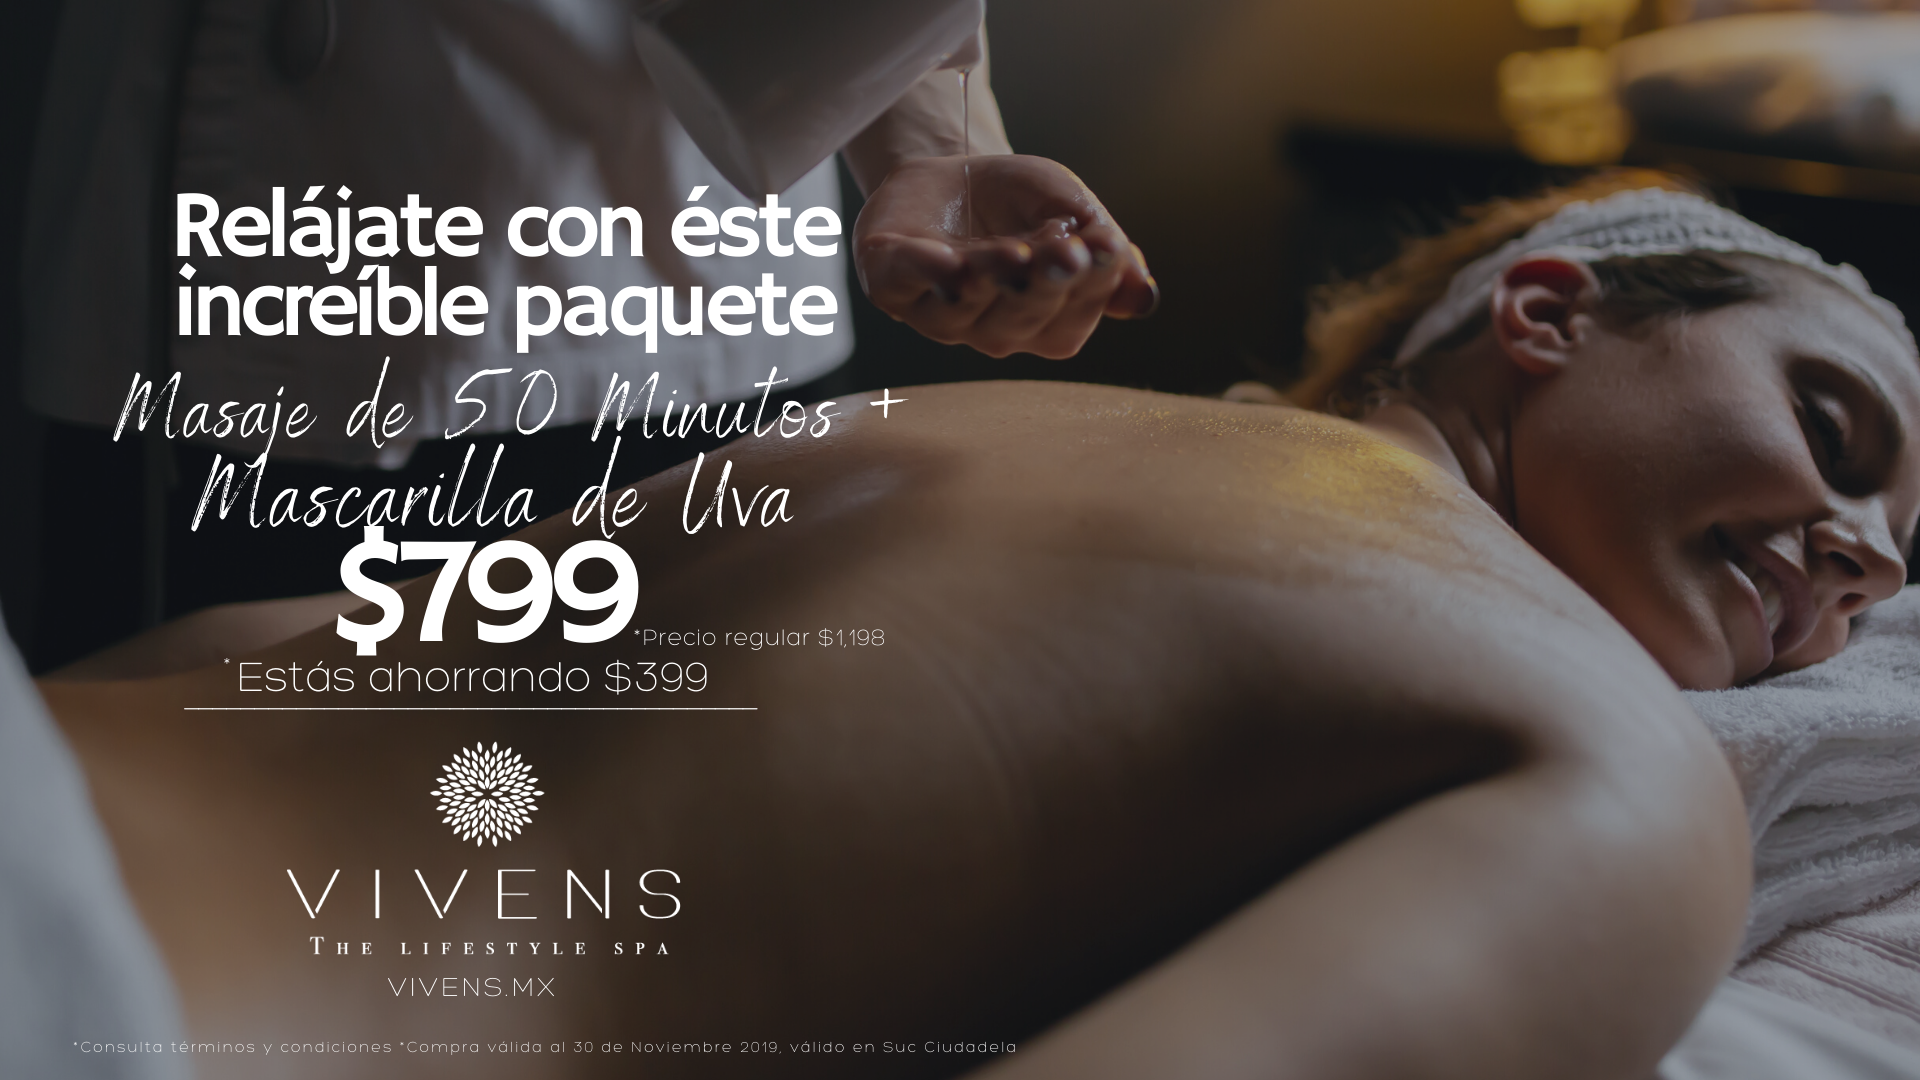 Relájate con éste
increíble paquete
Masaje de 50 Minutos +
Mascarilla de Uva
$799
*Precio regular $1,198
*Estás ahorrando $399
VIVENS
THE LIFESTYLE SPA
VIVENS.MX
*Consulta términos y condiciones *Compra válida al 30 de Noviembre 2019, válido en Suc Ciudadela